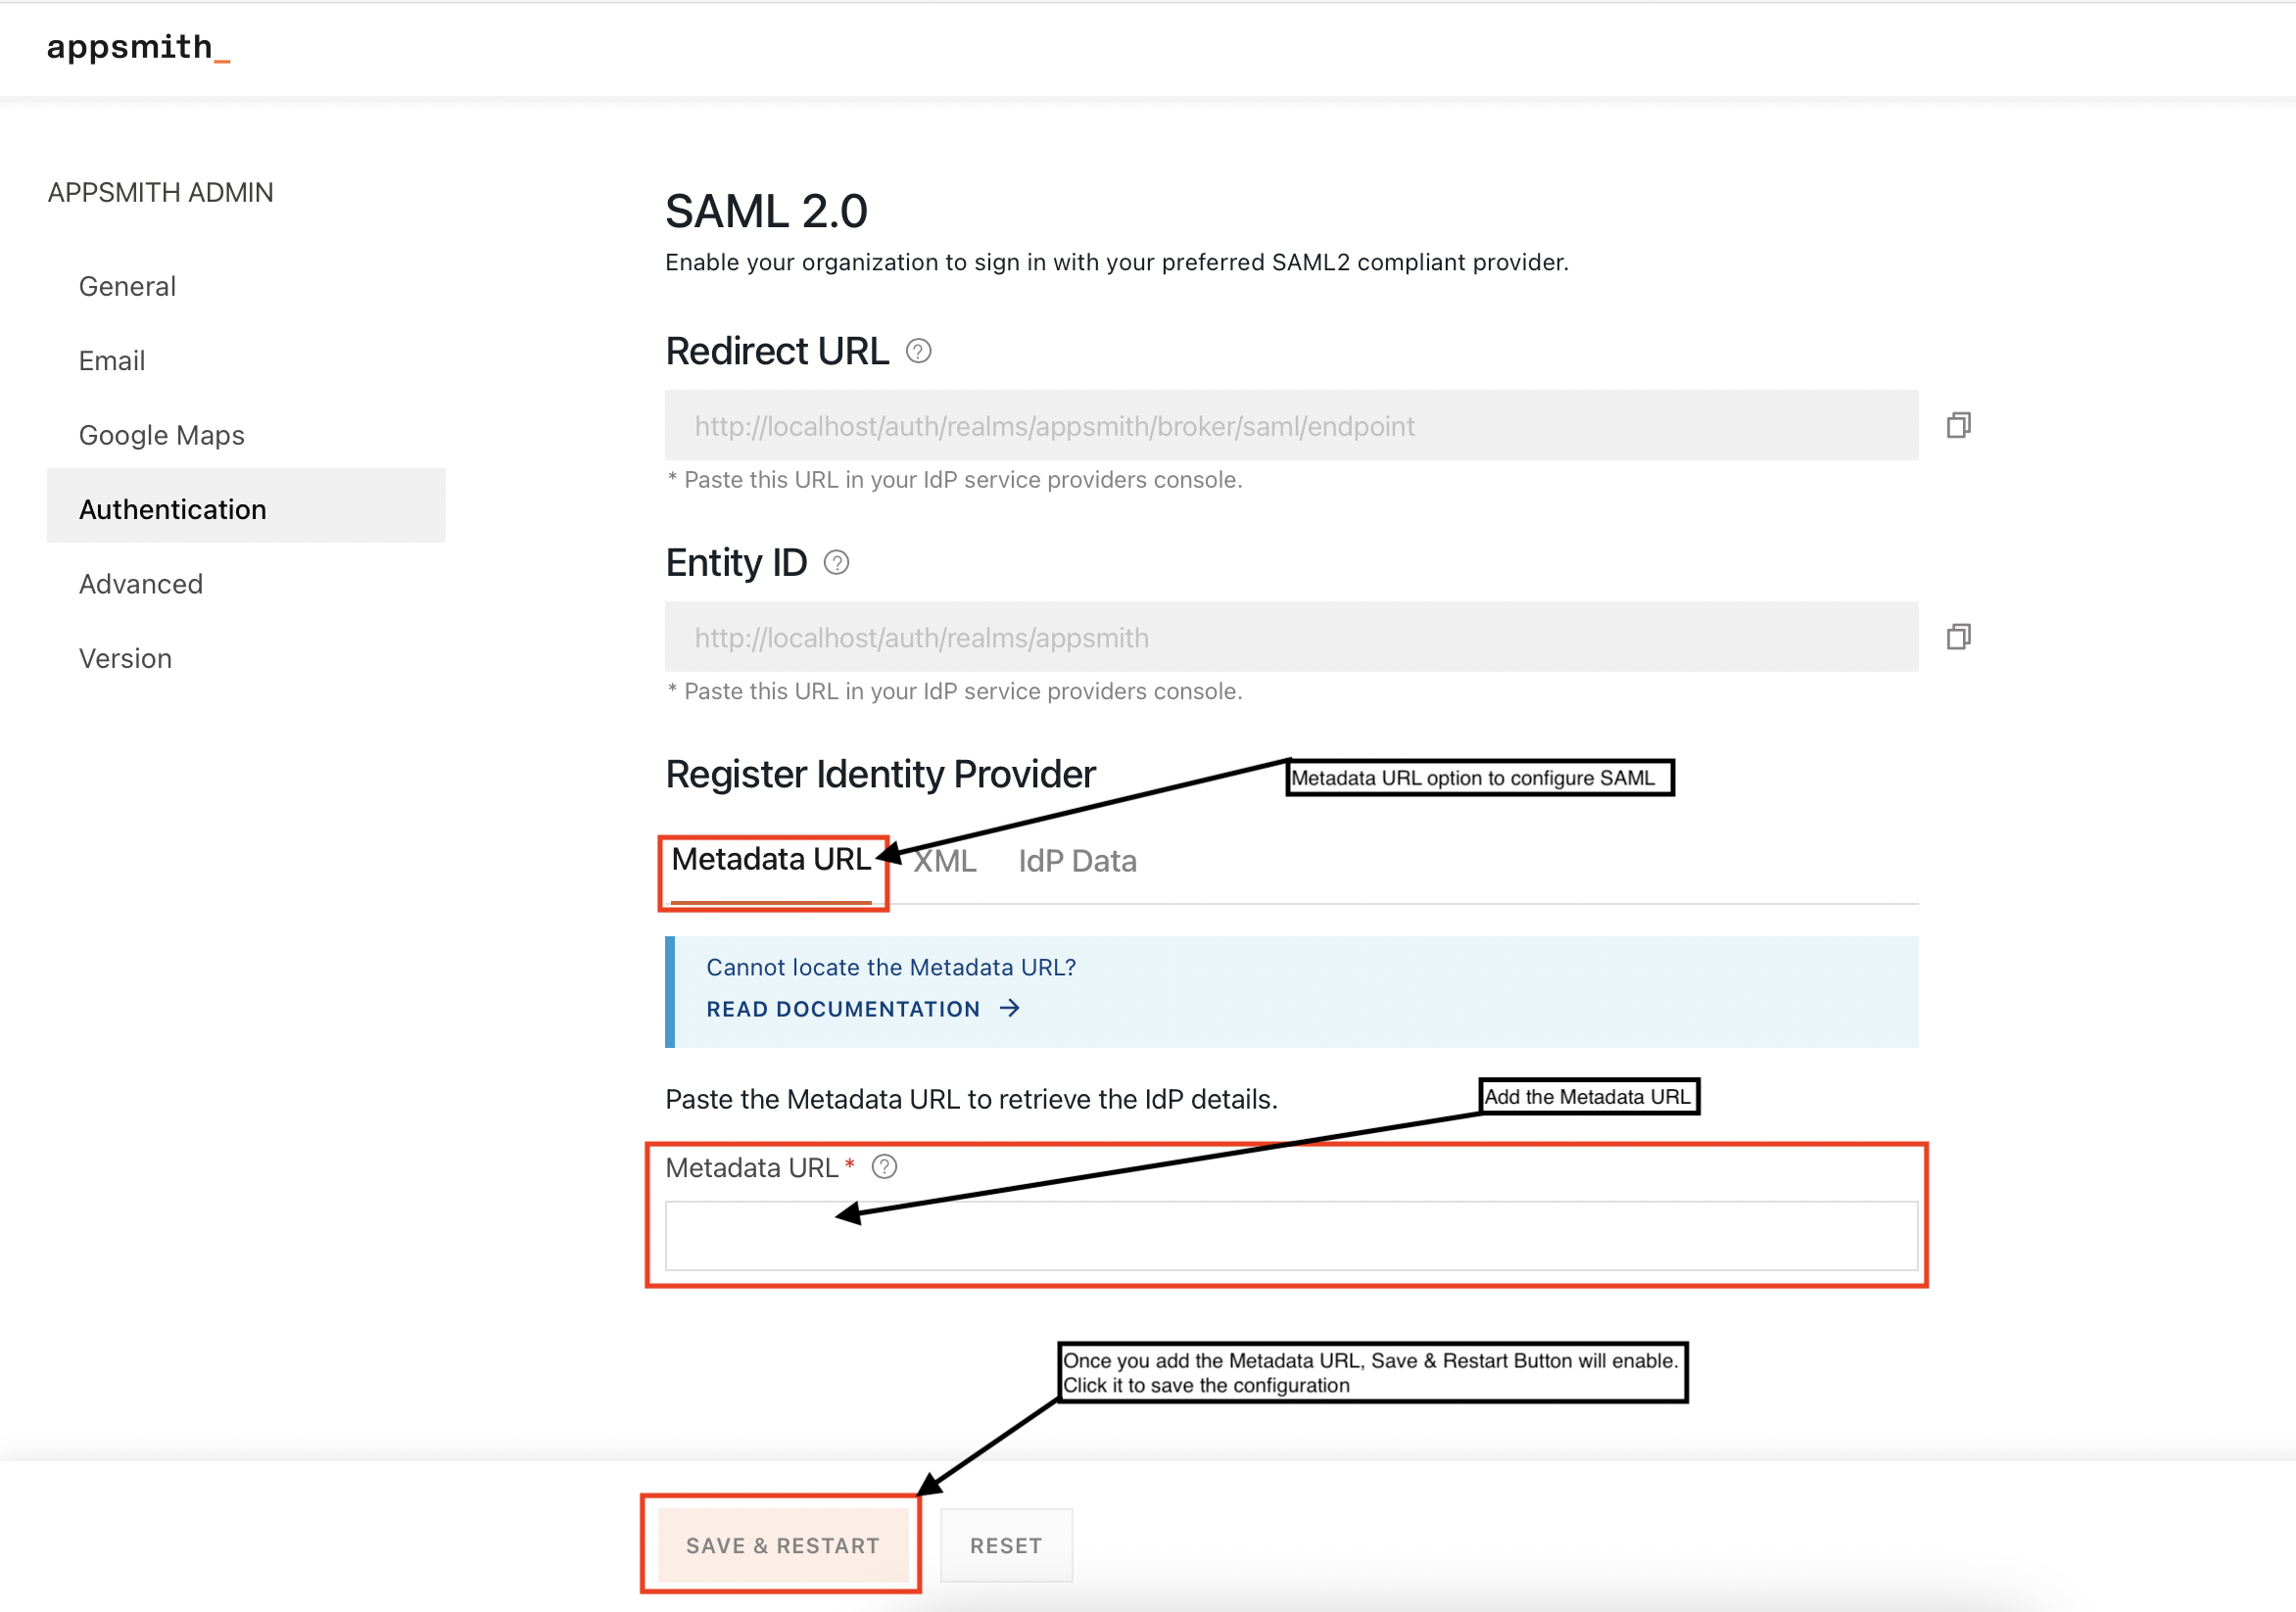 appsmith_
APPSMITH ADMIN
General
Email
Google Maps
Authentication
Advanced
Version
SAML 2.0
Enable your organization to sign in with your preferred SAML2 compliant provider.
Redirect URL ?
http://localhost/auth/realms/appsmith/broker/saml/endpoint
* Paste this URL in your IdP service providers console.
Entity ID ?
http://localhost/auth/realms/appsmith
* Paste this URL in your IdP service providers console.
Register Identity Provider
Metadata URL option to configure SAML
Metadata URL XML IdP Data
Cannot locate the Metadata URL?
READ DOCUMENTATION →
Paste the Metadata URL to retrieve the IdP details.
Add the Metadata URL
Metadata URL * ?
Once you add the Metadata URL, Save & Restart Button will enable.
Click it to save the configuration
SAVE & RESTART RESET